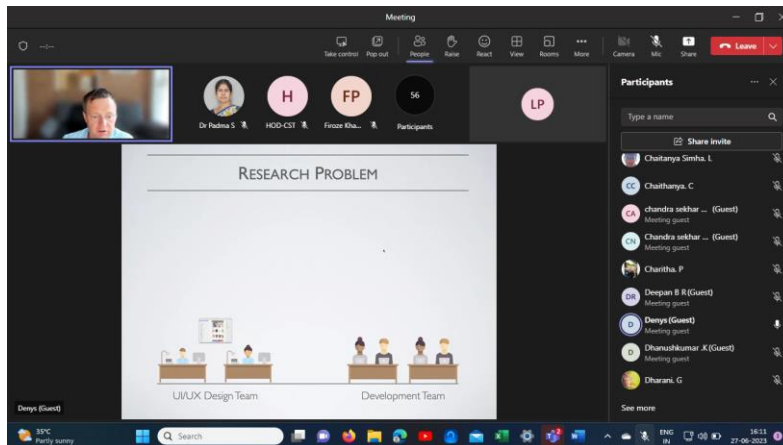 Meeting
--:--
Take control
Pop out
People
Raise
React
View
Rooms
More
Camera
Mic
Share
Leave
Dr Padma S
H
HOD-CST
FP
Firoze Kha...
56
Participants
LP
RESEARCH PROBLEM
UI/UX Design Team
Development Team
Denys (Guest)
Participants
Type a name
Share invite
Chaitanya Simha. L
CC
Chaithanya. C
CA
chandra sekhar ... (Guest)
Meeting guest
CN
Chandra sekhar ... (Guest)
Meeting guest
Charitha. P
DR
Deepan B R (Guest)
Meeting guest
D
Denys (Guest)
Meeting guest
D
Dhanushkumar .K (Guest)
Meeting guest
Dharani. G
See more
35°C
Partly sunny
Search
ENG
IN
16:11
27-06-2023